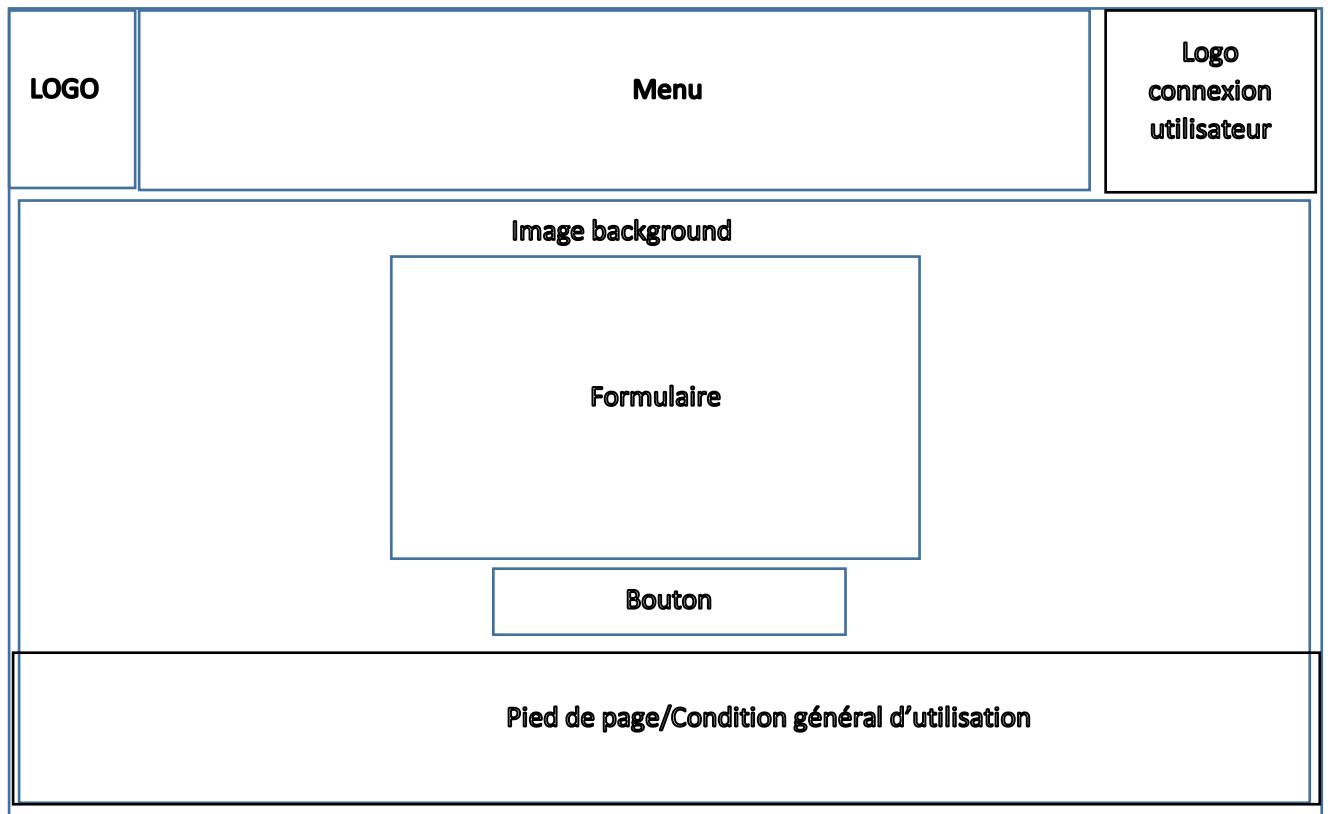 LOGO
Menu
Logo
connexion
utilisateur
Image background
Formulaire
Bouton
Pied de page/Condition général d’utilisation